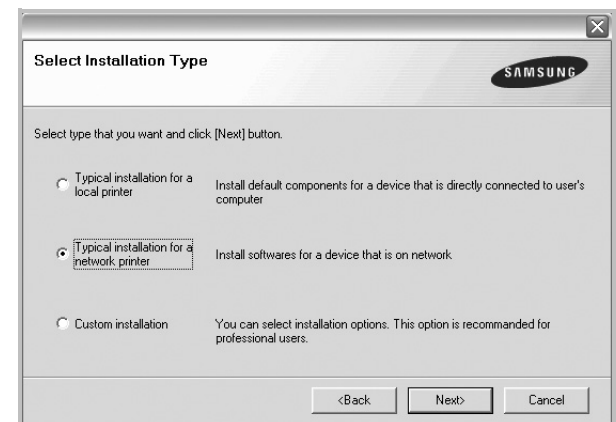 Select Installation Type
SAMSUNG
Select type that you want and click [Next] button.
Typical installation for a
local printer
Install default components for a device that is directly connected to user's
computer
Typical installation for a
network printer
Install softwares for a device that is on network
Custom installation
You can select installation options. This option is recommanded for
professional users.
<Back
Next>
Cancel